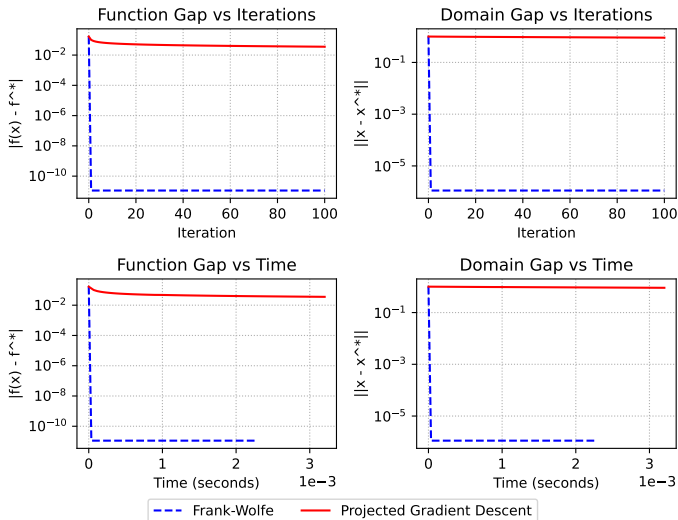 Function Gap vs Iterations
|f(x) - f^*|
10⁻²
10⁻⁴
10⁻⁶
10⁻⁸
10⁻¹⁰
0 20 40 60 80 100
Iteration
Domain Gap vs Iterations
||x - x^*||
10⁻¹
10⁻³
10⁻⁵
0 20 40 60 80 100
Iteration
Function Gap vs Time
|f(x) - f^*|
10⁻²
10⁻⁴
10⁻⁶
10⁻⁸
10⁻¹⁰
0 1 2 3
Time (seconds)
1e−3
Domain Gap vs Time
||x - x^*||
10⁻¹
10⁻³
10⁻⁵
0 1 2 3
Time (seconds)
1e−3
Frank-Wolfe
Projected Gradient Descent